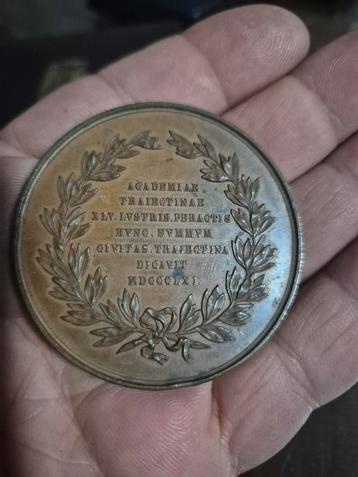 ACADEMIAE
TRAIECTINAE
XLV. LVSTRIS. PERACTIS
HVNC. NVMMVM
CIVITAS. TRAIECTINA
DICAVIT
MDCCCLXI.